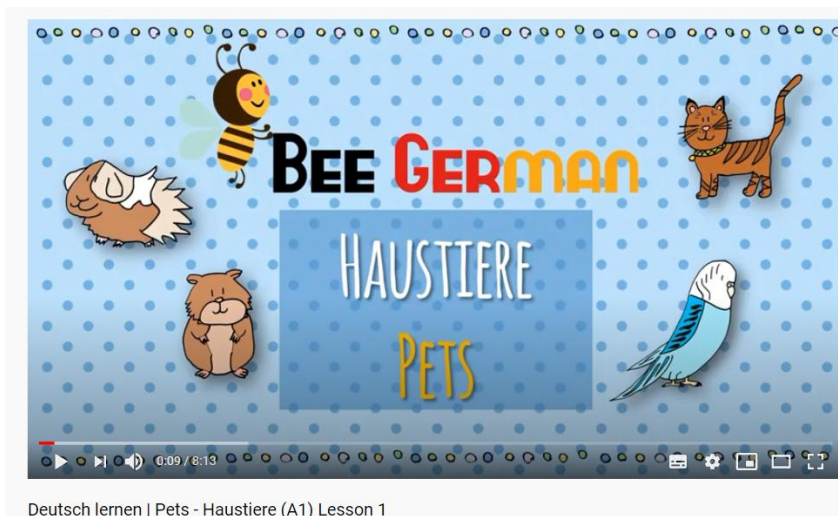 BEE GERMAN
HAUSTIERE
PETS
0:09 / 8:13
Deutsch lernen | Pets - Haustiere (A1) Lesson 1